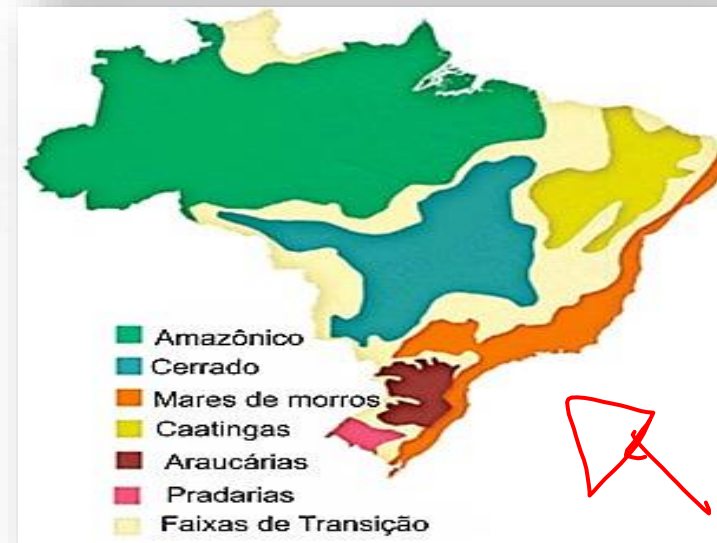 Amazônico
Cerrado
Mares de morros
Caatingas
Araucárias
Pradarias
Faixas de Transição